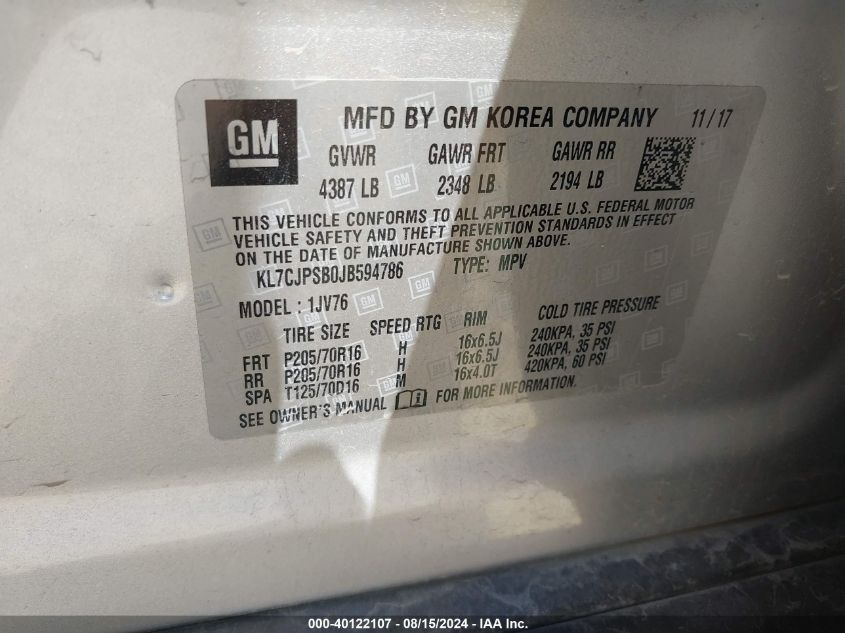 GM
MFD BY GM KOREA COMPANY 11/17
GVWR GAWR FRT GAWR RR
4387 LB 2348 LB 2194 LB
THIS VEHICLE CONFORMS TO ALL APPLICABLE U.S. FEDERAL MOTOR
VEHICLE SAFETY AND THEFT PREVENTION STANDARDS IN EFFECT
ON THE DATE OF MANUFACTURE SHOWN ABOVE.
KL7CJPSB0JB594786 TYPE: MPV
MODEL: 1JV76
TIRE SIZE SPEED RTG RIM COLD TIRE PRESSURE
FRT P205/70R16 H 16x6.5J 240KPA, 35 PSI
RR P205/70R16 H 16x6.5J 240KPA, 35 PSI
SPA T125/70D16 M 16x4.0T 420KPA, 60 PSI
SEE OWNER'S MANUAL FOR MORE INFORMATION
000-40122107 - 08/15/2024 - IAA Inc.